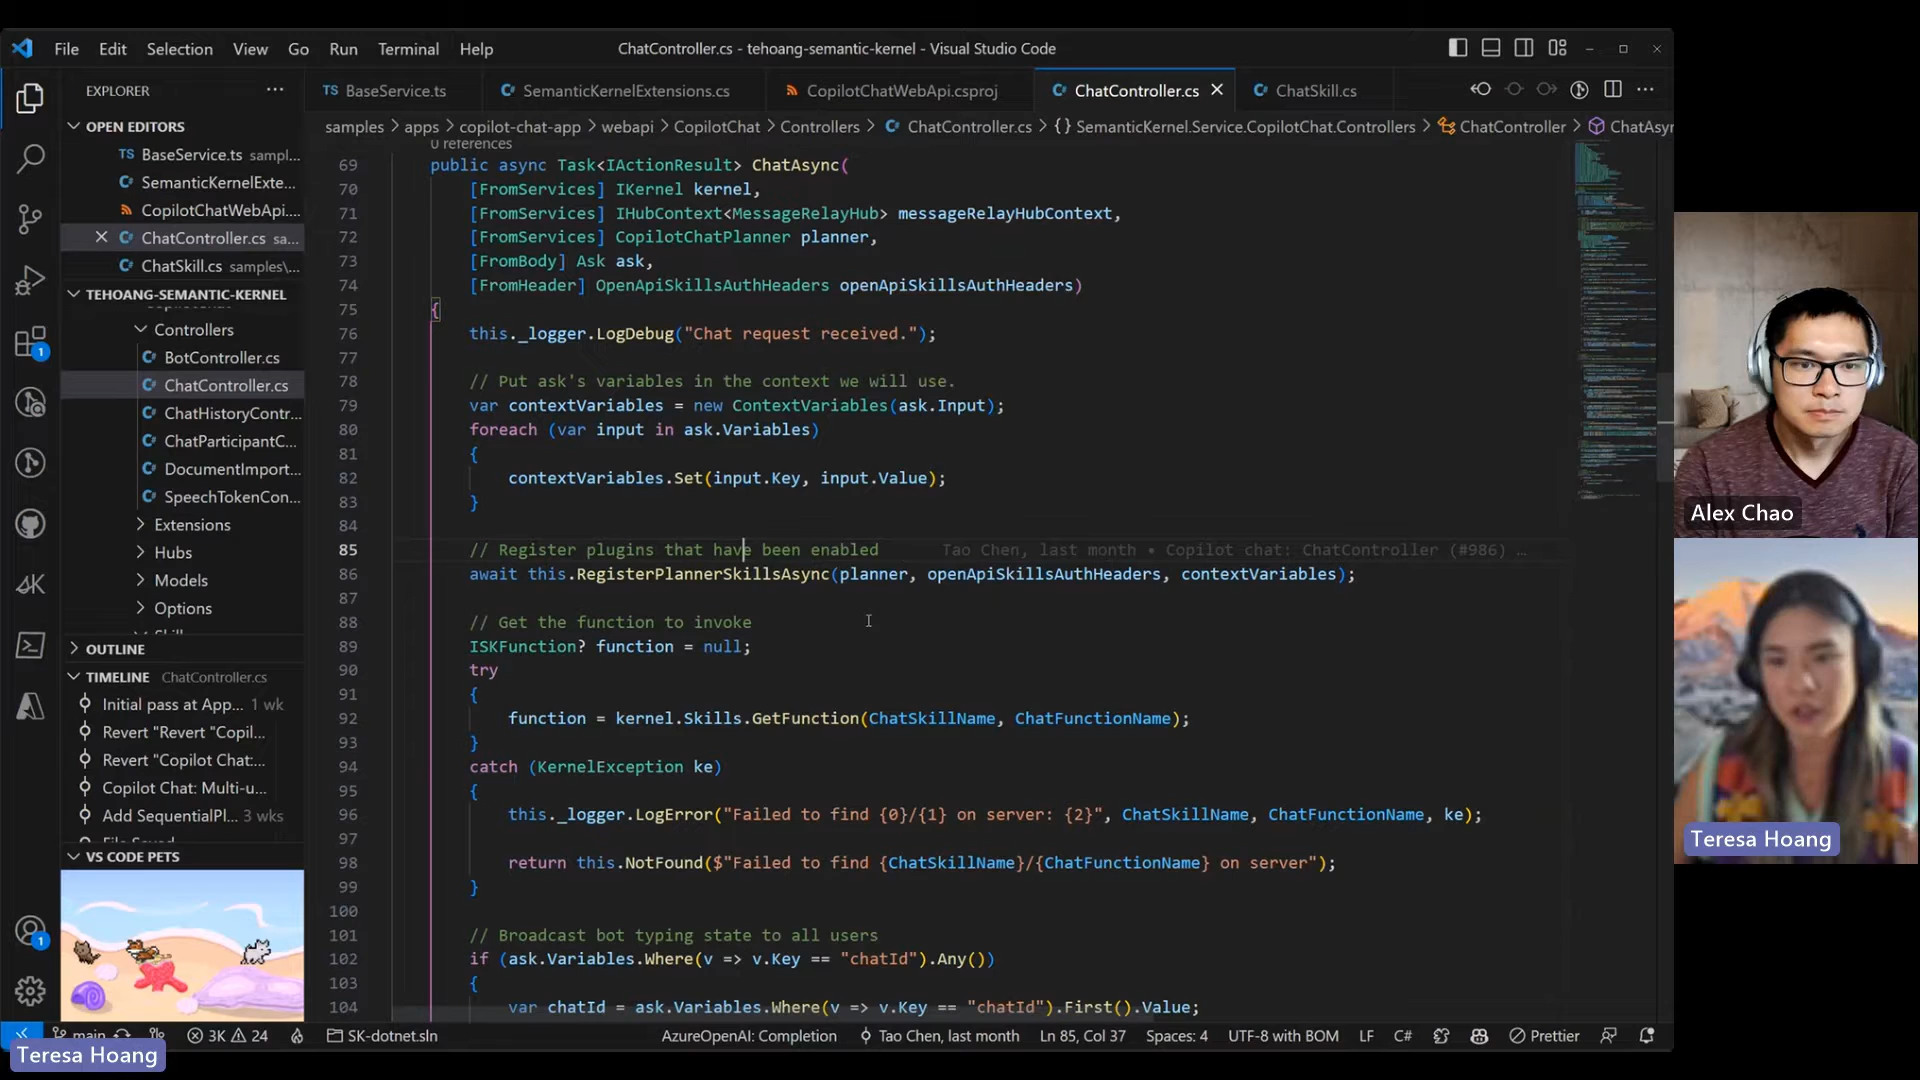 File Edit Selection View Go Run Terminal Help
ChatController.cs - tehoang-semantic-kernel - Visual Studio Code
EXPLORER
OPEN EDITORS
TS BaseService.ts sampl...
SemanticKernelExte...
CopilotChatWebApi....
ChatController.cs sa...
ChatSkill.cs samples\...
TEHOANG-SEMANTIC-KERNEL
Controllers
BotController.cs
ChatController.cs
ChatHistoryContr...
ChatParticipantC...
DocumentImport...
SpeechTokenCon...
Extensions
Hubs
Models
Options
OUTLINE
TIMELINE ChatController.cs
Initial pass at App... 1 wk
Revert "Revert "Copil...
Revert "Copilot Chat:...
Copilot Chat: Multi-u...
Add SequentialPl... 3 wks
File Saved
VS CODE PETS
TS BaseService.ts
SemanticKernelExtensions.cs
CopilotChatWebApi.csproj
ChatController.cs
ChatSkill.cs
samples > apps > copilot-chat-app > webapi > CopilotChat > Controllers > ChatController.cs > {} SemanticKernel.Service.CopilotChat.Controllers > ChatController > ChatAsyn
0 references
69 public async Task<IActionResult> ChatAsync(
70 [FromServices] IKernel kernel,
71 [FromServices] IHubContext<MessageRelayHub> messageRelayHubContext,
72 [FromServices] CopilotChatPlanner planner,
73 [FromBody] Ask ask,
74 [FromHeader] OpenApiSkillsAuthHeaders openApiSkillsAuthHeaders)
75 {
76 this._logger.LogDebug("Chat request received.");
77
78 // Put ask's variables in the context we will use.
79 var contextVariables = new ContextVariables(ask.Input);
80 foreach (var input in ask.Variables)
81 {
82 contextVariables.Set(input.Key, input.Value);
83 }
84
85 // Register plugins that have been enabled Tao Chen, last month • Copilot chat: ChatController (#986) …
86 await this.RegisterPlannerSkillsAsync(planner, openApiSkillsAuthHeaders, contextVariables);
87
88 // Get the function to invoke
89 ISKFunction? function = null;
90 try
91 {
92 function = kernel.Skills.GetFunction(ChatSkillName, ChatFunctionName);
93 }
94 catch (KernelException ke)
95 {
96 this._logger.LogError("Failed to find {0}/{1} on server: {2}", ChatSkillName, ChatFunctionName, ke);
97
98 return this.NotFound($"Failed to find {ChatSkillName}/{ChatFunctionName} on server");
99 }
100
101 // Broadcast bot typing state to all users
102 if (ask.Variables.Where(v => v.Key == "chatId").Any())
103 {
104 var chatId = ask.Variables.Where(v => v.Key == "chatId").First().Value;
main 3K 24 SK-dotnet.sln AzureOpenAI: Completion Tao Chen, last month Ln 85, Col 37 Spaces: 4 UTF-8 with BOM LF C# Prettier
1
1
Alex Chao
Teresa Hoang
Teresa Hoang